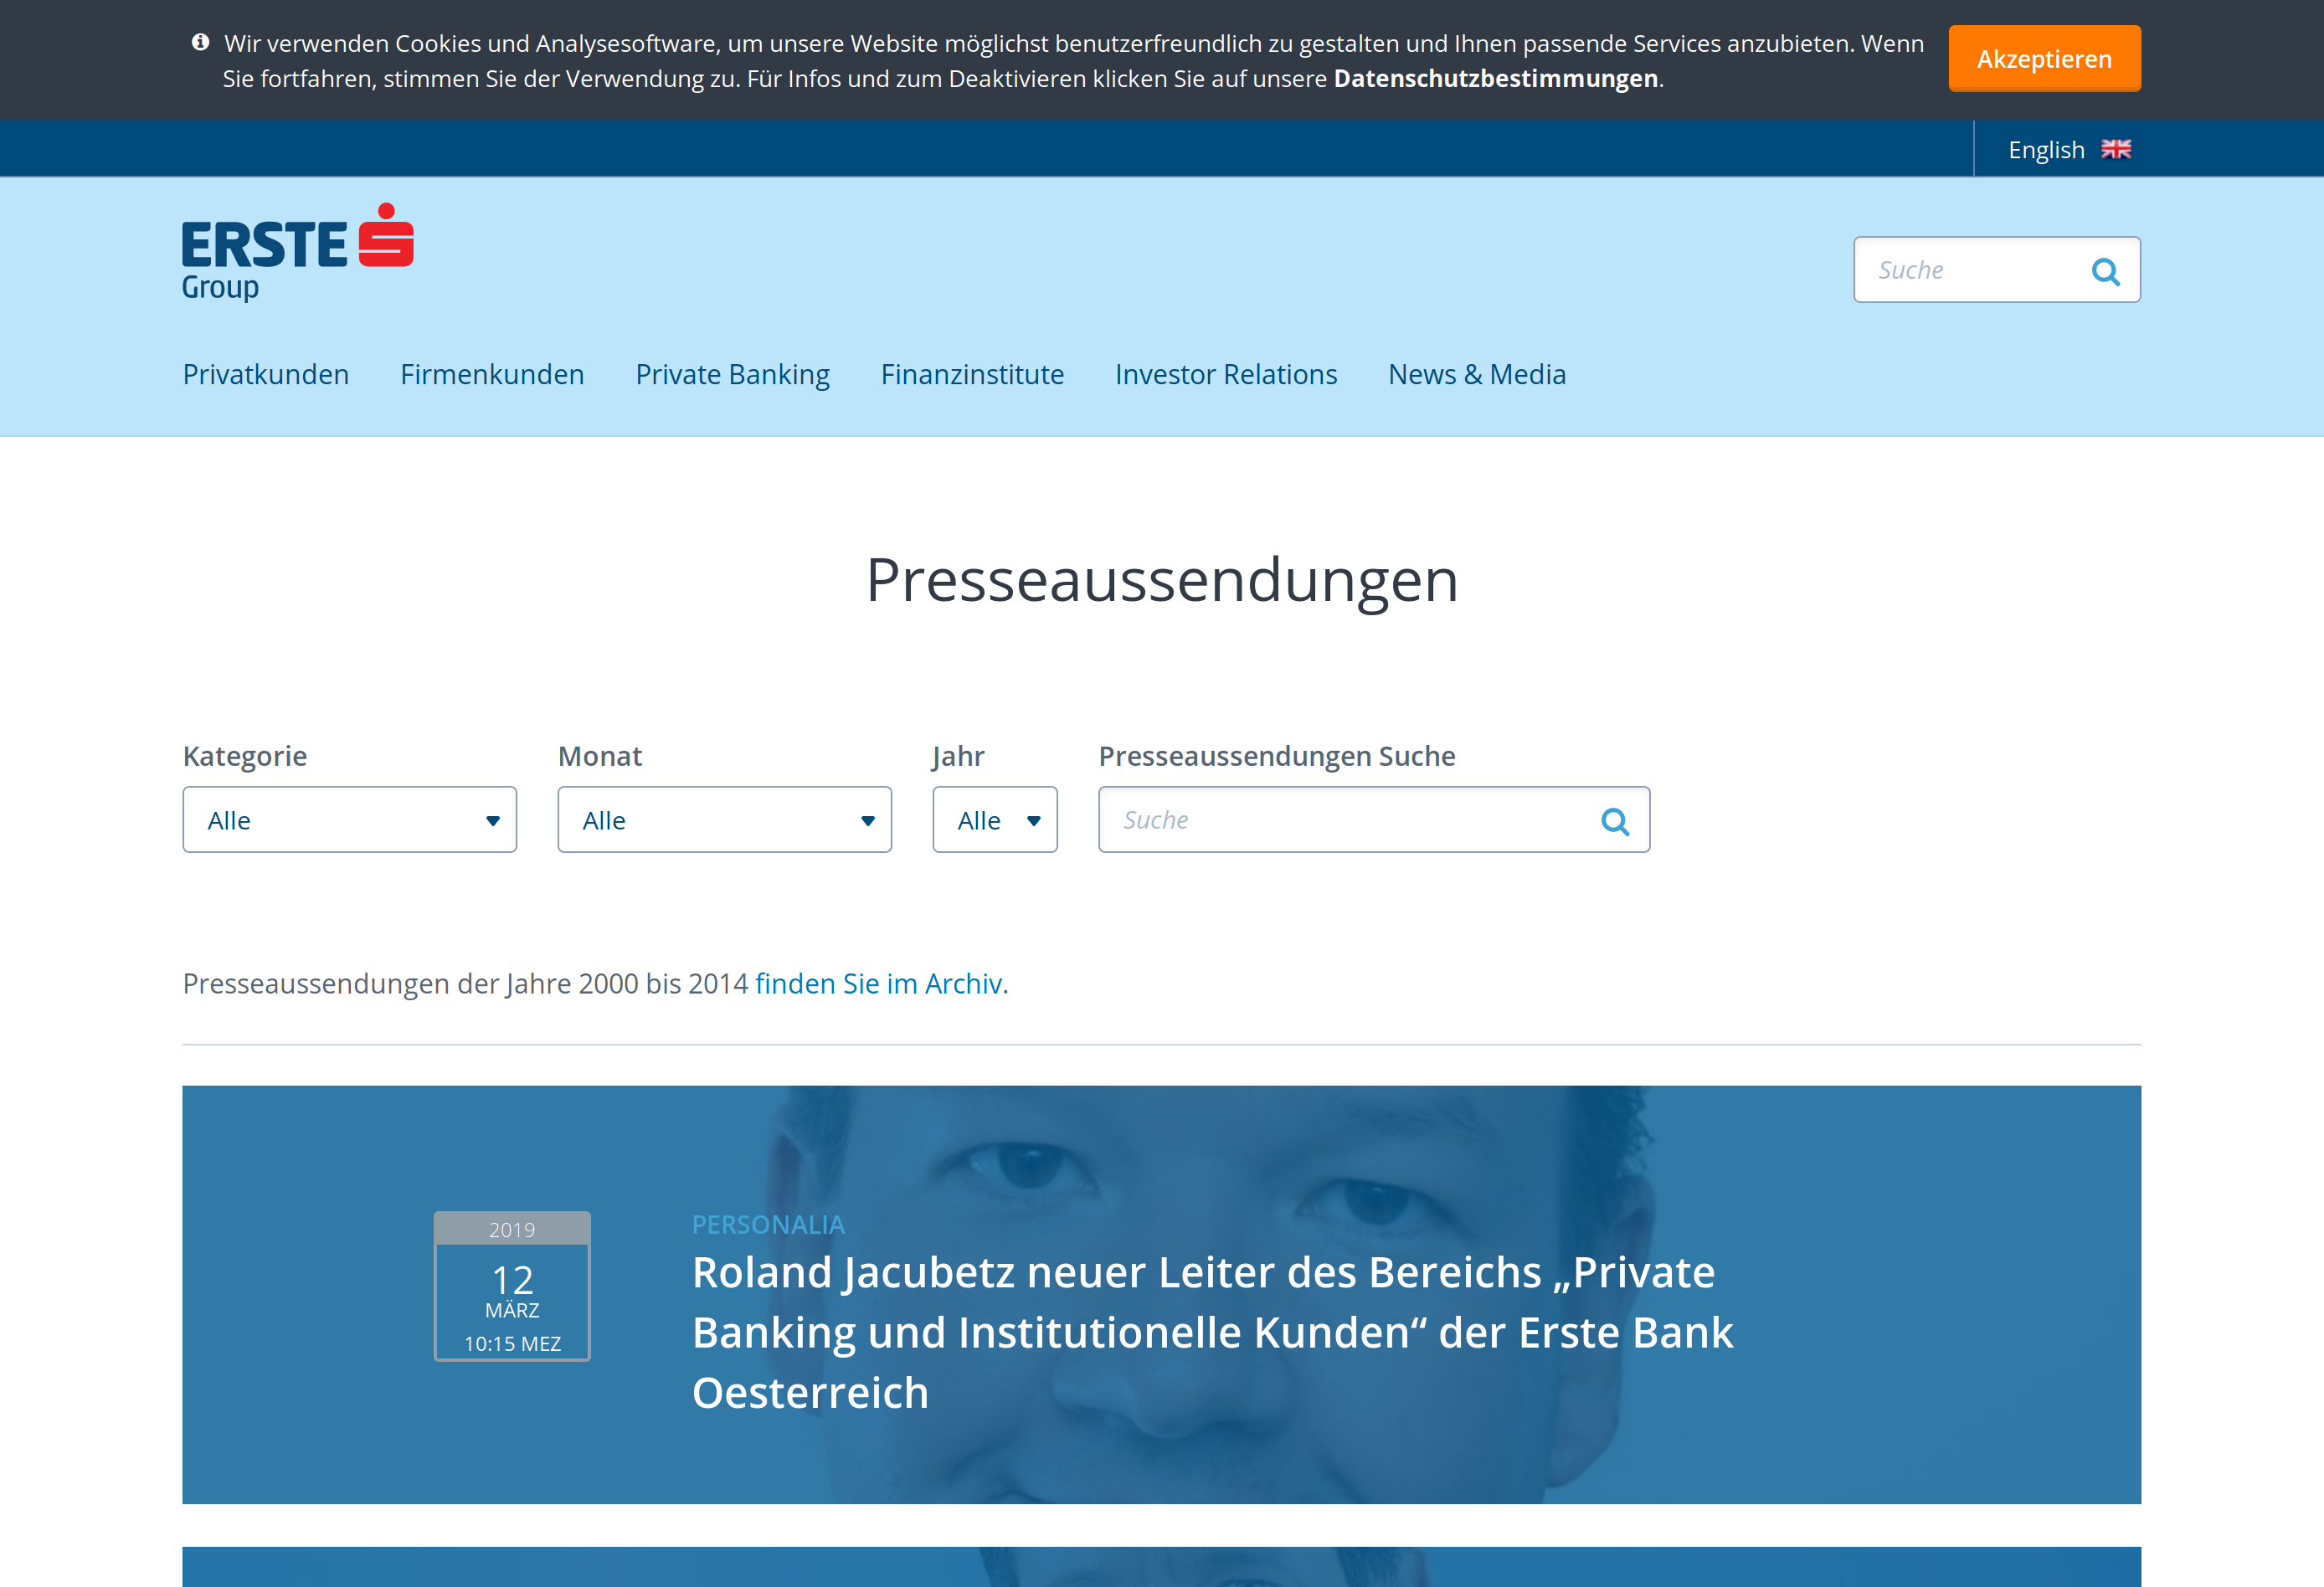 Wir verwenden Cookies und Analysesoftware, um unsere Website möglichst benutzerfreundlich zu gestalten und Ihnen passende Services anzubieten. Wenn
Sie fortfahren, stimmen Sie der Verwendung zu. Für Infos und zum Deaktivieren klicken Sie auf unsere Datenschutzbestimmungen.
Akzeptieren
English
ERSTE
Group
Suche
Privatkunden Firmenkunden Private Banking Finanzinstitute Investor Relations News & Media
Presseaussendungen
Kategorie Monat Jahr Presseaussendungen Suche
Alle Alle Alle Suche
Presseaussendungen der Jahre 2000 bis 2014 finden Sie im Archiv.
2019
12
MÄRZ
10:15 MEZ
PERSONALIA
Roland Jacubetz neuer Leiter des Bereichs „Private
Banking und Institutionelle Kunden“ der Erste Bank
Oesterreich